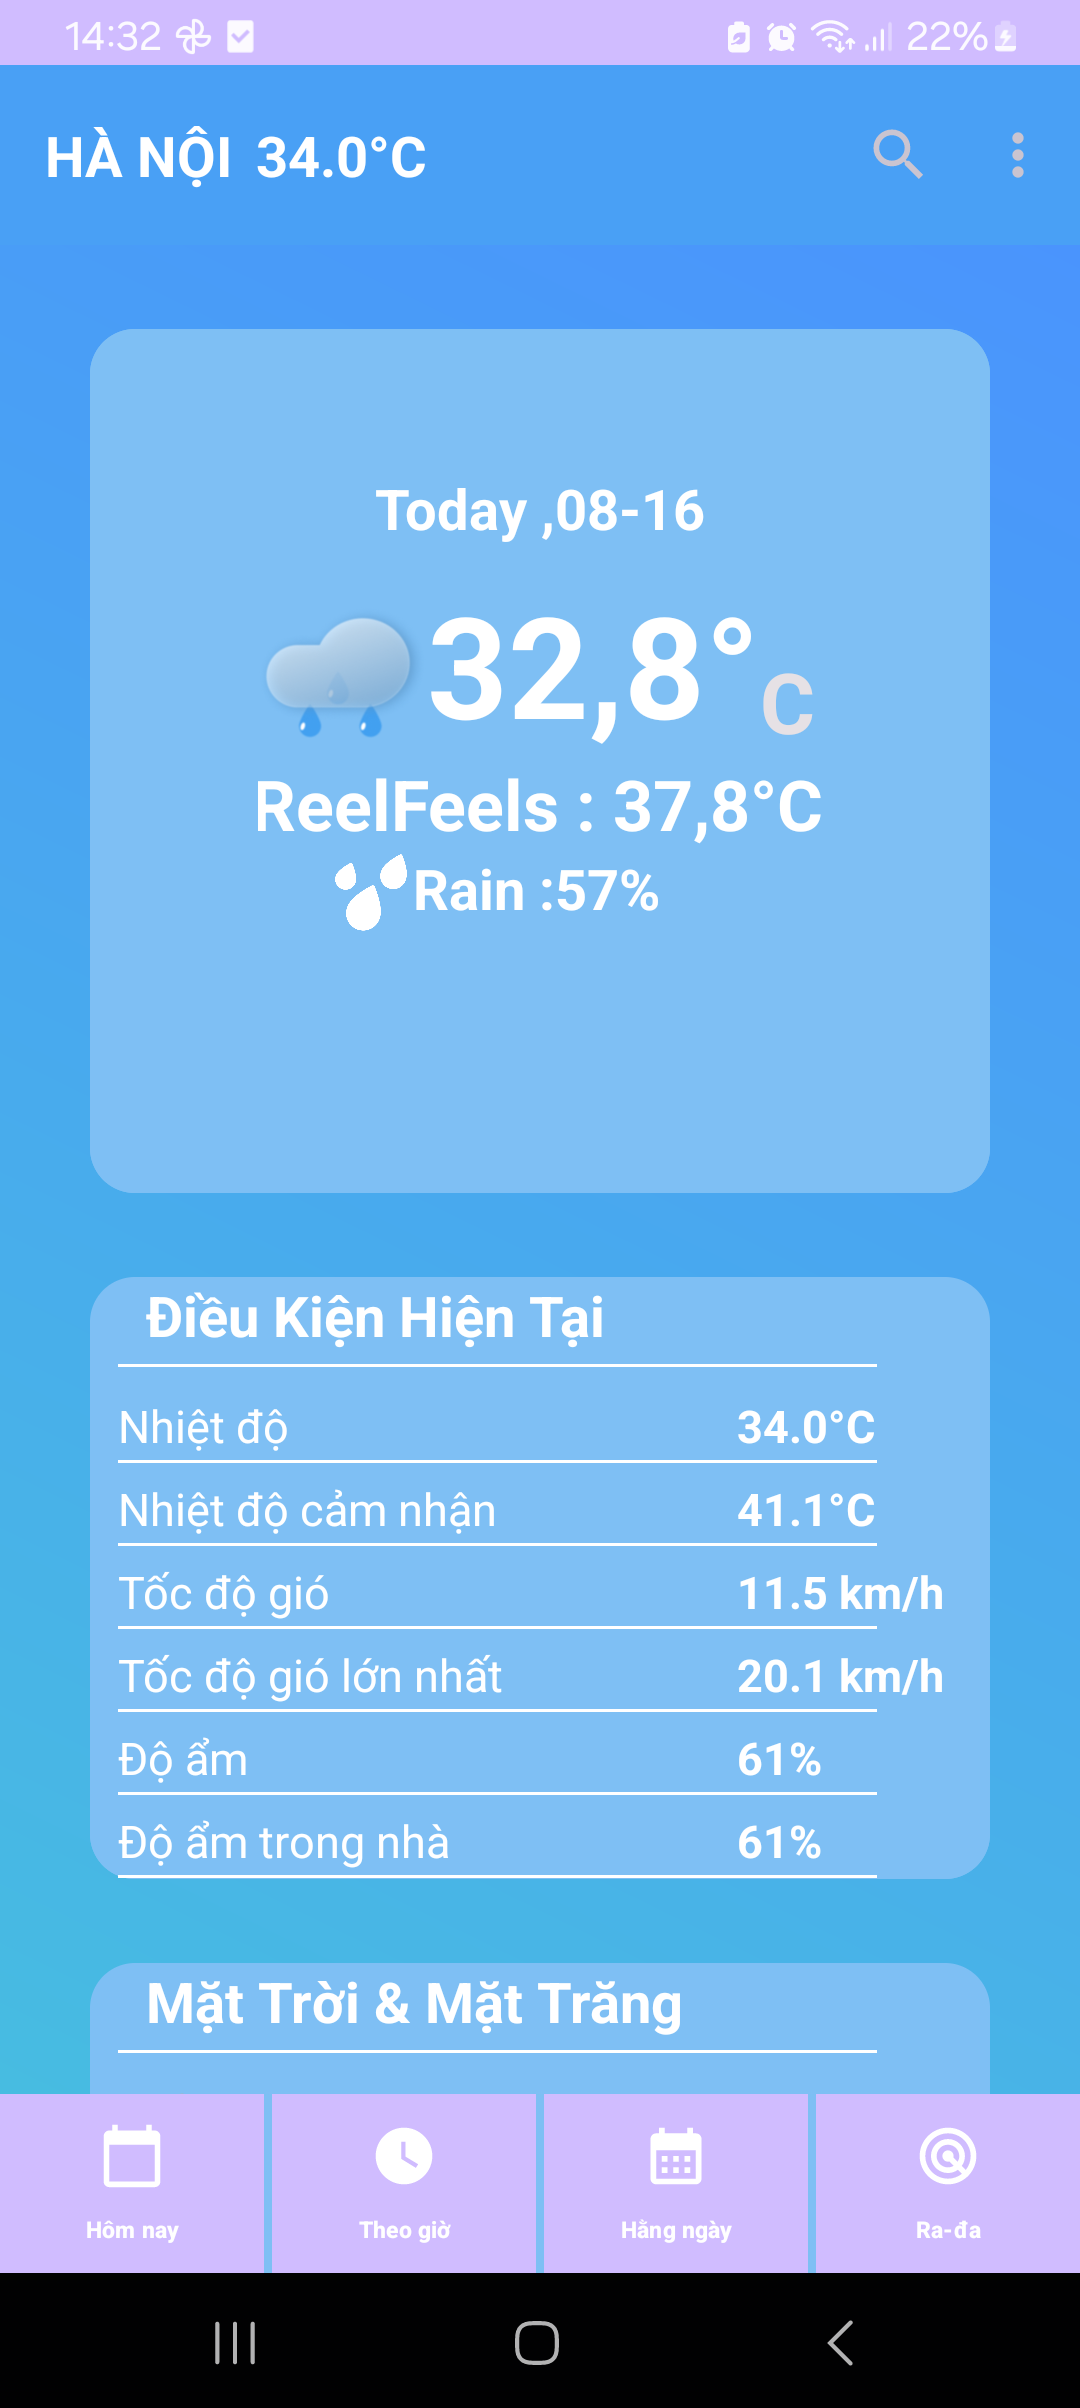 14:32 22%
HÀ NỘI 34.0°C
Today ,08-16
32,8°C
ReelFeels : 37,8°C
Rain :57%
Điều Kiện Hiện Tại
Nhiệt độ 34.0°C
Nhiệt độ cảm nhận 41.1°C
Tốc độ gió 11.5 km/h
Tốc độ gió lớn nhất 20.1 km/h
Độ ẩm 61%
Độ ẩm trong nhà 61%
Mặt Trời & Mặt Trăng
Hôm nay Theo giờ Hằng ngày Ra-đa